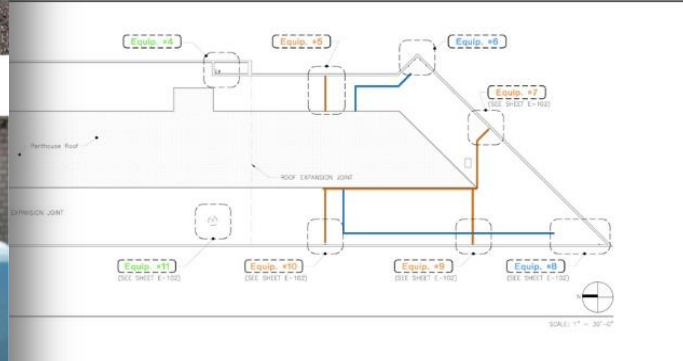 Equip. #4
Equip. #5
Equip. #6
Equip. #7
(SEE SHEET E-102)
Penthouse Roof
ROOF EXPANSION JOINT
EXPANSION JOINT
Equip. #11
(SEE SHEET E-102)
Equip. #10
(SEE SHEET E-102)
Equip. #9
(SEE SHEET E-102)
Equip. #8
(SEE SHEET E-102)
SCALE: 1" = 20'-0"